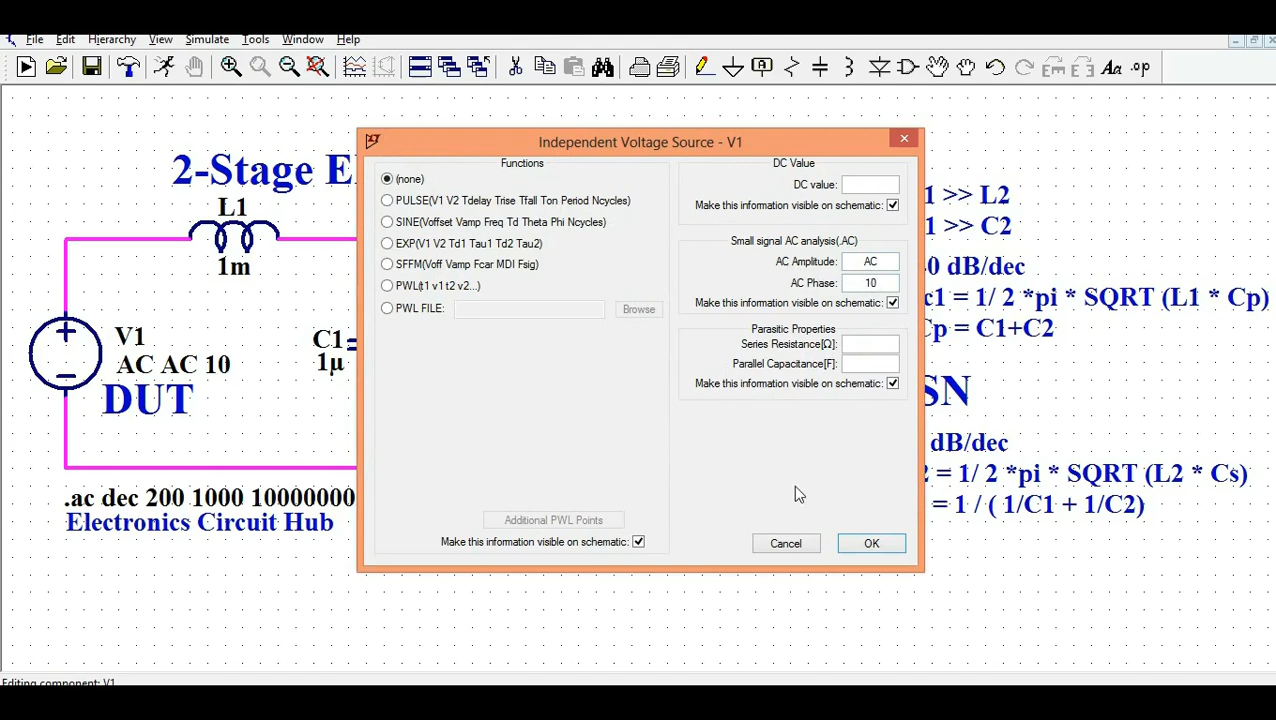 File Edit Hierarchy View Simulate Tools Window Help
Aa .op
Independent Voltage Source - V1
2-Stage E
L1
1m
V1
AC AC 10
DUT
C1
1µ
.ac dec 200 1000 10000000
Electronics Circuit Hub
Functions
(none)
PULSE(V1 V2 Tdelay Trise Tfall Ton Period Ncycles)
SINE(Voffset Vamp Freq Td Theta Phi Ncycles)
EXP(V1 V2 Td1 Tau1 Td2 Tau2)
SFFM(Voff Vamp Fcar MDI Fsig)
PWL(t1 v1 t2 v2...)
PWL FILE: Browse
Additional PWL Points
Make this information visible on schematic:
DC Value
DC value:
Make this information visible on schematic:
Small signal AC analysis(.AC)
AC Amplitude: AC
AC Phase: 10
Make this information visible on schematic:
Parasitic Properties
Series Resistance[Ω]:
Parallel Capacitance[F]:
Make this information visible on schematic:
Cancel OK
1 >> L2
1 >> C2
0 dB/dec
c1 = 1/ 2 *pi * SQRT (L1 * Cp)
Cp = C1+C2
SN
dB/dec
2 = 1/ 2 *pi * SQRT (L2 * Cs)
= 1 / ( 1/C1 + 1/C2)
Editing component: V1